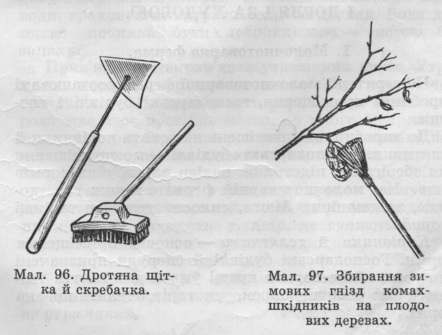 Мал. 96. Дротяна щіт-
ка й скребачка.
Мал. 97. Збирання зи-
мових гнізд комах-
шкідників на плодо-
вих деревах.